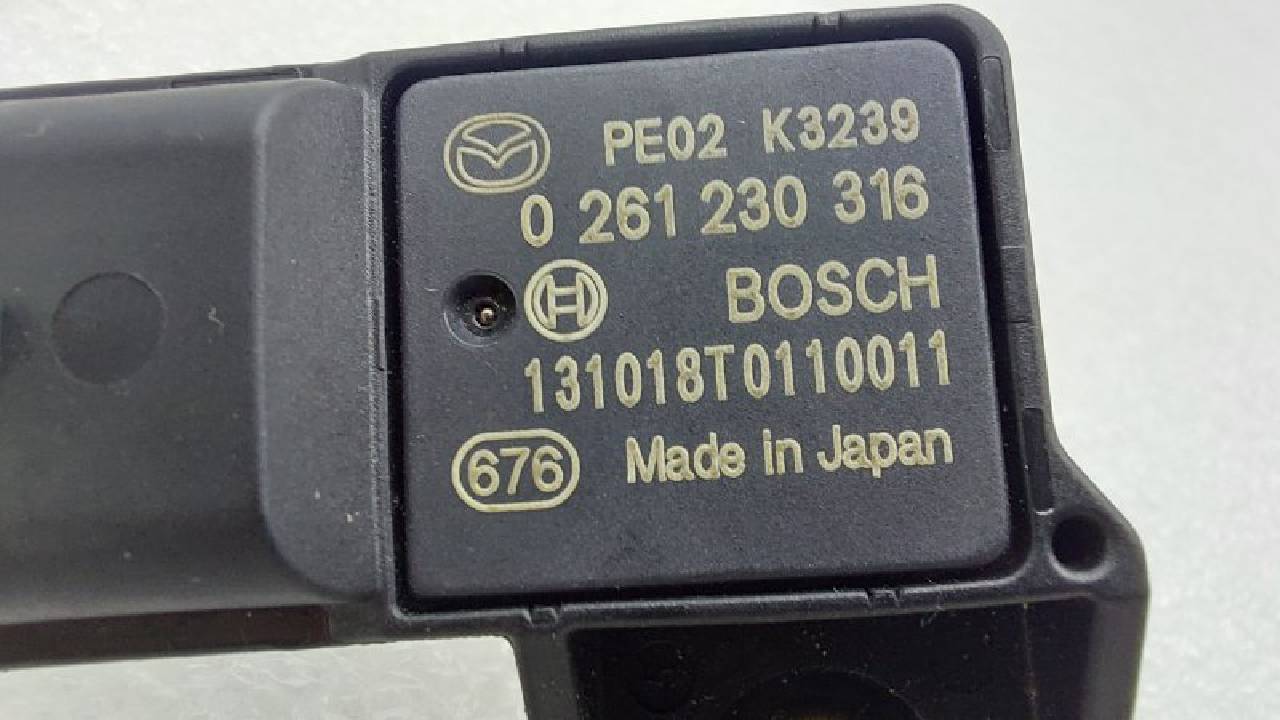 PE02 K3239
0 261 230 316
BOSCH
131018T0110011
676 Made in Japan